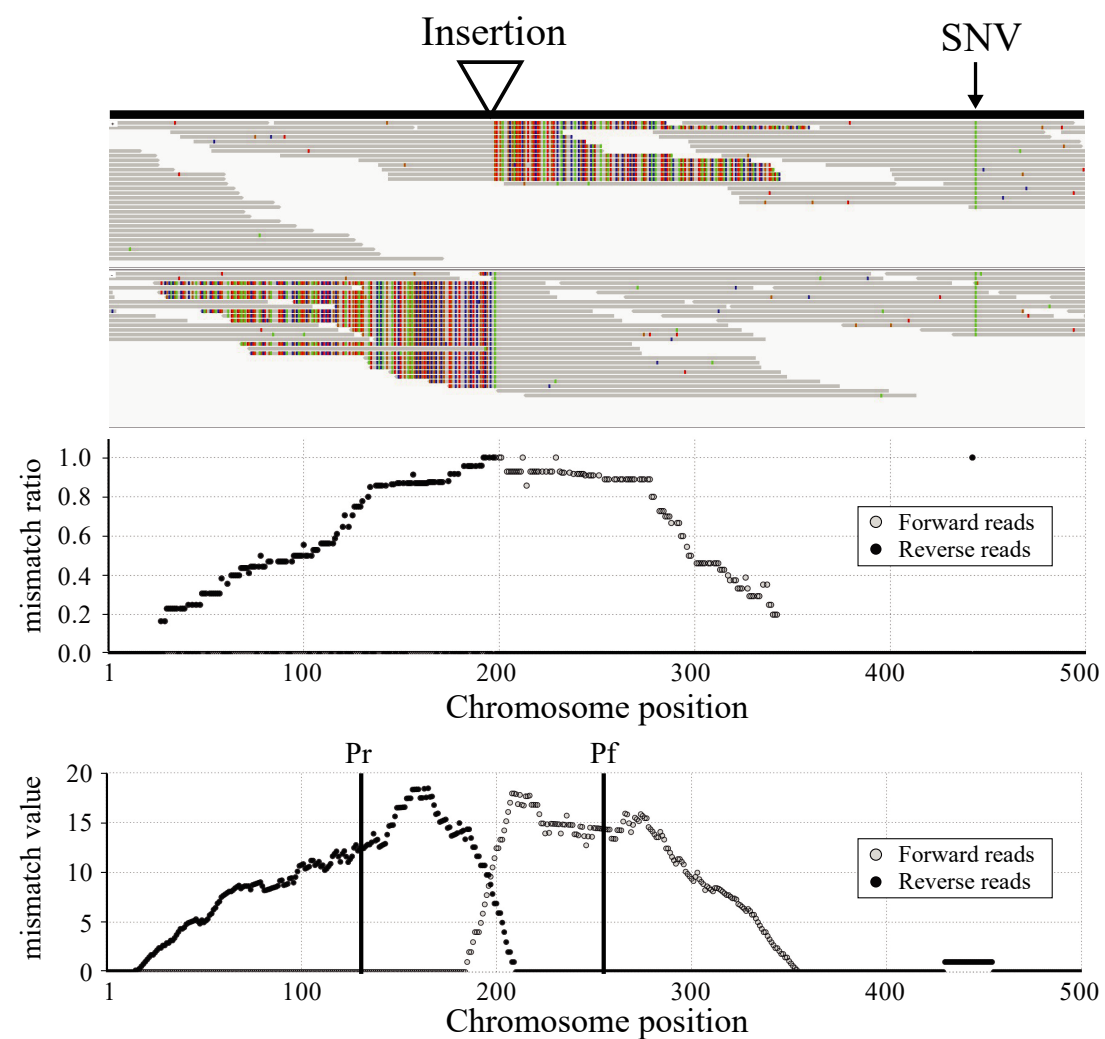 Insertion
SNV
mismatch ratio
1.0
0.8
0.6
0.4
0.2
0.0
Forward reads
Reverse reads
1 100 200 300 400 500
Chromosome position
Pr Pf
mismatch value
20
15
10
5
0
Forward reads
Reverse reads
1 100 200 300 400 500
Chromosome position